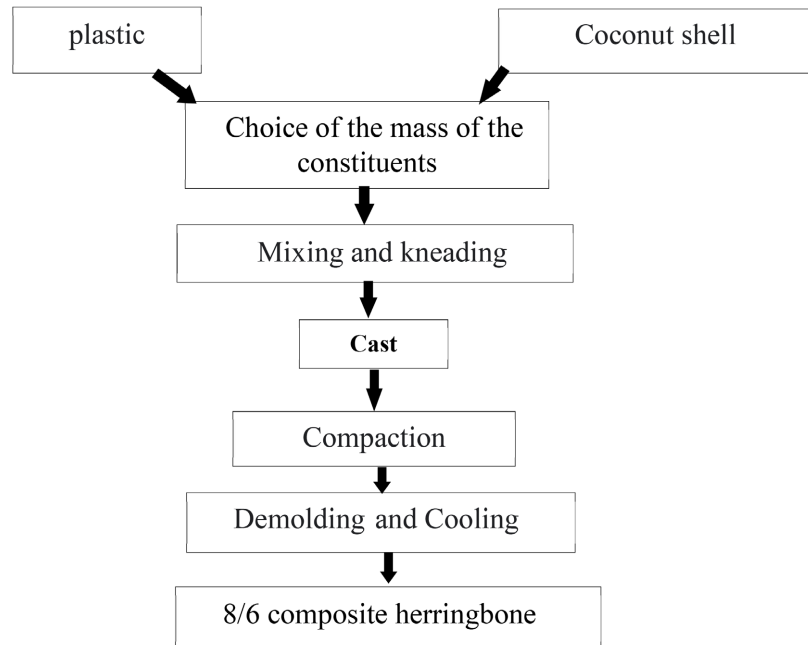 plastic
Coconut shell
Choice of the mass of the
constituents
Mixing and kneading
Cast
Compaction
Demolding and Cooling
8/6 composite herringbone